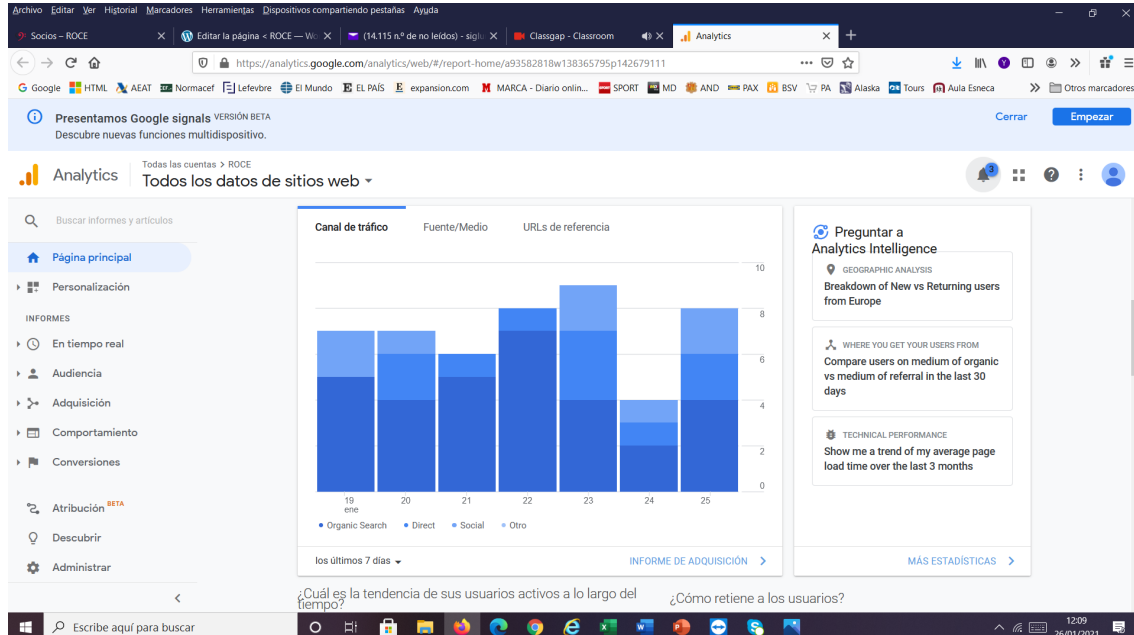 Archivo Editar Ver Historial Marcadores Herramientas Dispositivos compartiendo pestañas Ayuda
Socios – ROCE
Editar la página < ROCE — Wo
(14.115 n.º de no leídos) - siglu
Classgap - Classroom
Analytics
https://analytics.google.com/analytics/web/#/report-home/a93582818w138365795p142679111
Google HTML AEAT Normacef Lefebvre El Mundo EL PAÍS expansion.com MARCA - Diario onlin... SPORT MD AND PAX BSV PA Alaska Tours Aula Esneca Otros marcadores
Presentamos Google signals VERSIÓN BETA
Descubre nuevas funciones multidispositivo.
Cerrar
Empezar
Analytics
Todas las cuentas > ROCE
Todos los datos de sitios web
3
Buscar informes y artículos
Página principal
Personalización
INFORMES
En tiempo real
Audiencia
Adquisición
Comportamiento
Conversiones
Atribución BETA
Descubrir
Administrar
Canal de tráfico
Fuente/Medio
URLs de referencia
10
8
6
4
2
0
19 20 21 22 23 24 25
ene
Organic Search Direct Social Otro
los últimos 7 días
INFORME DE ADQUISICIÓN
Preguntar a
Analytics Intelligence
GEOGRAPHIC ANALYSIS
Breakdown of New vs Returning users
from Europe
WHERE YOU GET YOUR USERS FROM
Compare users on medium of organic
vs medium of referral in the last 30
days
TECHNICAL PERFORMANCE
Show me a trend of my average page
load time over the last 3 months
MÁS ESTADÍSTICAS
¿Cuál es la tendencia de sus usuarios activos a lo largo del
tiempo?
¿Cómo retiene a los usuarios?
Escribe aquí para buscar
12:09
26/01/2021